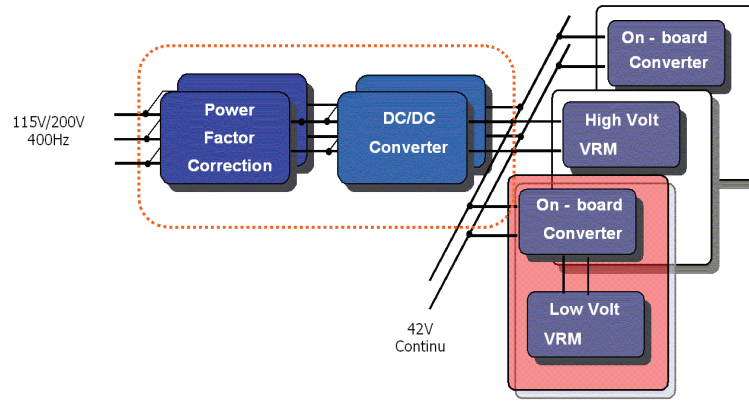 115V/200V
400Hz
Power
Factor
Correction
DC/DC
Converter
On - board
Converter
High Volt
VRM
On - board
Converter
Low Volt
VRM
42V
Continu